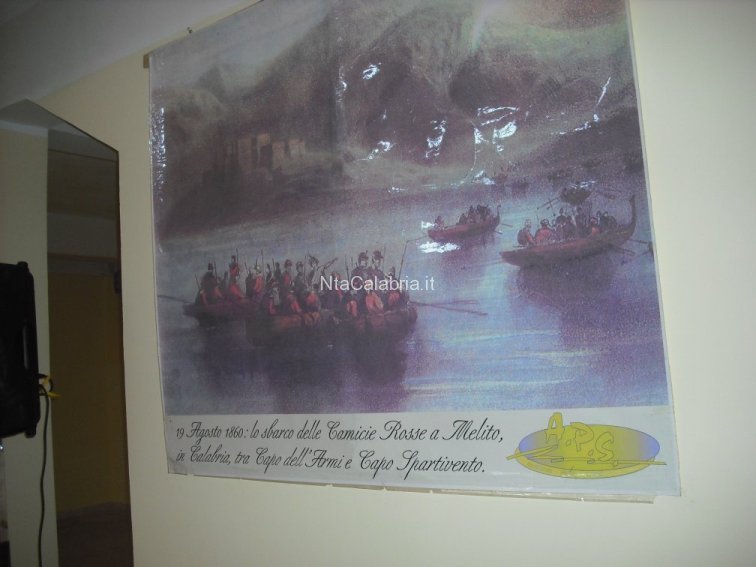 NtaCalabria.it
19 Agosto 1860: lo sbarco delle Camicie Rosse a Melito,
in Calabria, tra Capo dell'Armi e Capo Spartivento.
A.P.S.